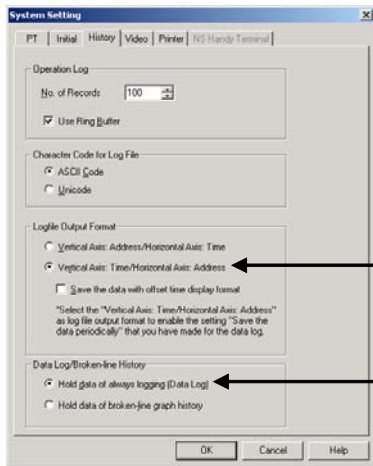 System Setting
PT Initial History Video Printer NS Handy Terminal
Operation Log
No. of Records 100
Use Ring Buffer
Character Code for Log File
ASCII Code
Unicode
Logfile Output Format
Vertical Axis: Address/Horizontal Axis: Time
Vertical Axis: Time/Horizontal Axis: Address
Save the data with offset time display format
"Select the "Vertical Axis: Time/Horizontal Axis: Address"
as log file output format to enable the setting "Save the
data periodically" that you have made for the data log.
Data Log/Broken-line History
Hold data of always logging (Data Log)
Hold data of broken-line graph history
OK Cancel Help